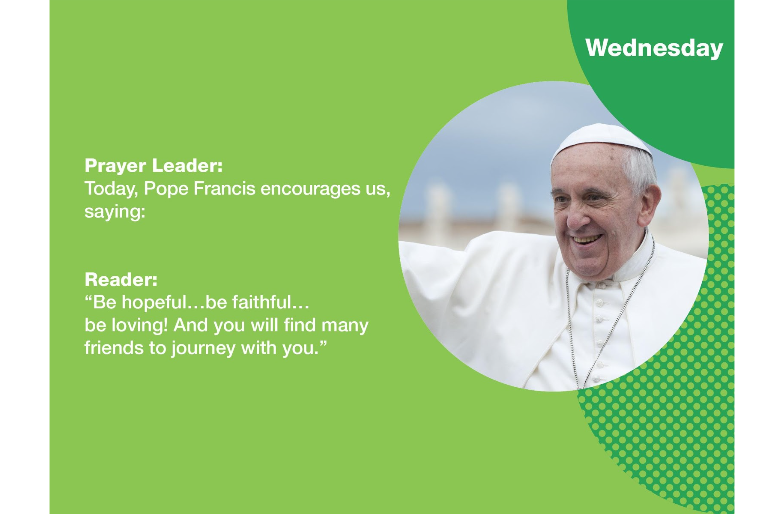 Wednesday
Prayer Leader:
Today, Pope Francis encourages us,
saying:
Reader:
“Be hopeful…be faithful…
be loving! And you will find many
friends to journey with you.”